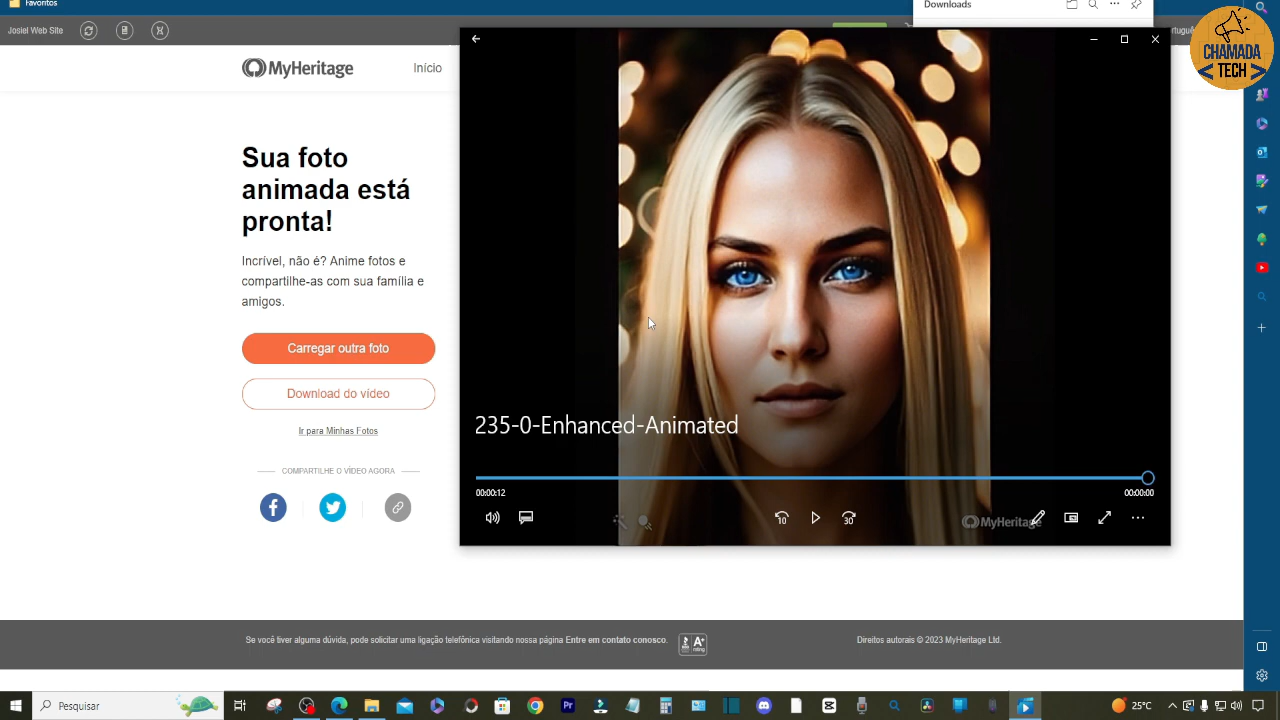 Favoritos
Downloads
Josiel Web Site
CHAMADA
< TECH >
MyHeritage
Início
Sua foto
animada está
pronta!
Incrível, não é? Anime fotos e
compartilhe-as com sua família e
amigos.
Carregar outra foto
Download do vídeo
Ir para Minhas Fotos
COMPARTILHE O VÍDEO AGORA
235-0-Enhanced-Animated
00:00:12
00:00:00
10
30
MyHeritage
Se você tiver alguma dúvida, pode solicitar uma ligação telefônica visitando nossa página Entre em contato conosco.
A+
Direitos autorais © 2023 MyHeritage Ltd.
Pesquisar
Pr
25°C